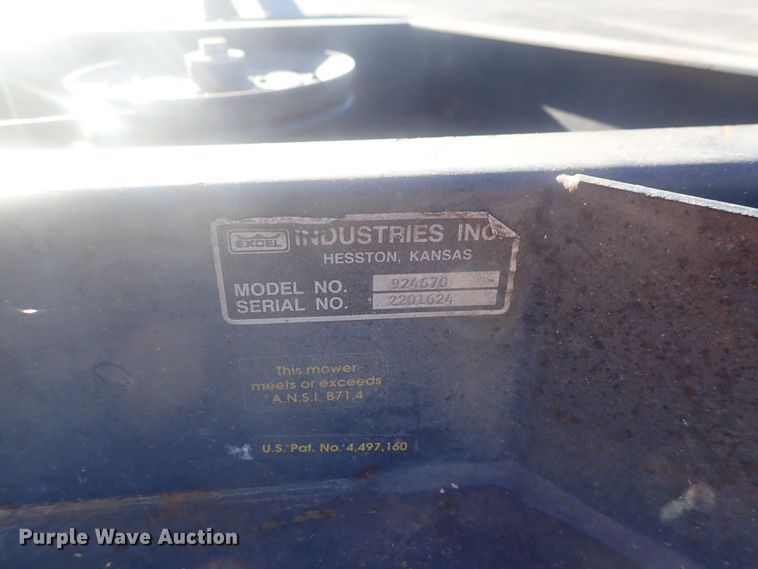 EXCEL INDUSTRIES INC
HESSTON, KANSAS
MODEL NO. 924670
SERIAL NO. 2201624
This mower
meets or exceeds
A.N.S.I. B71.4
U.S. Pat. No. 4,497,160
Purple Wave Auction